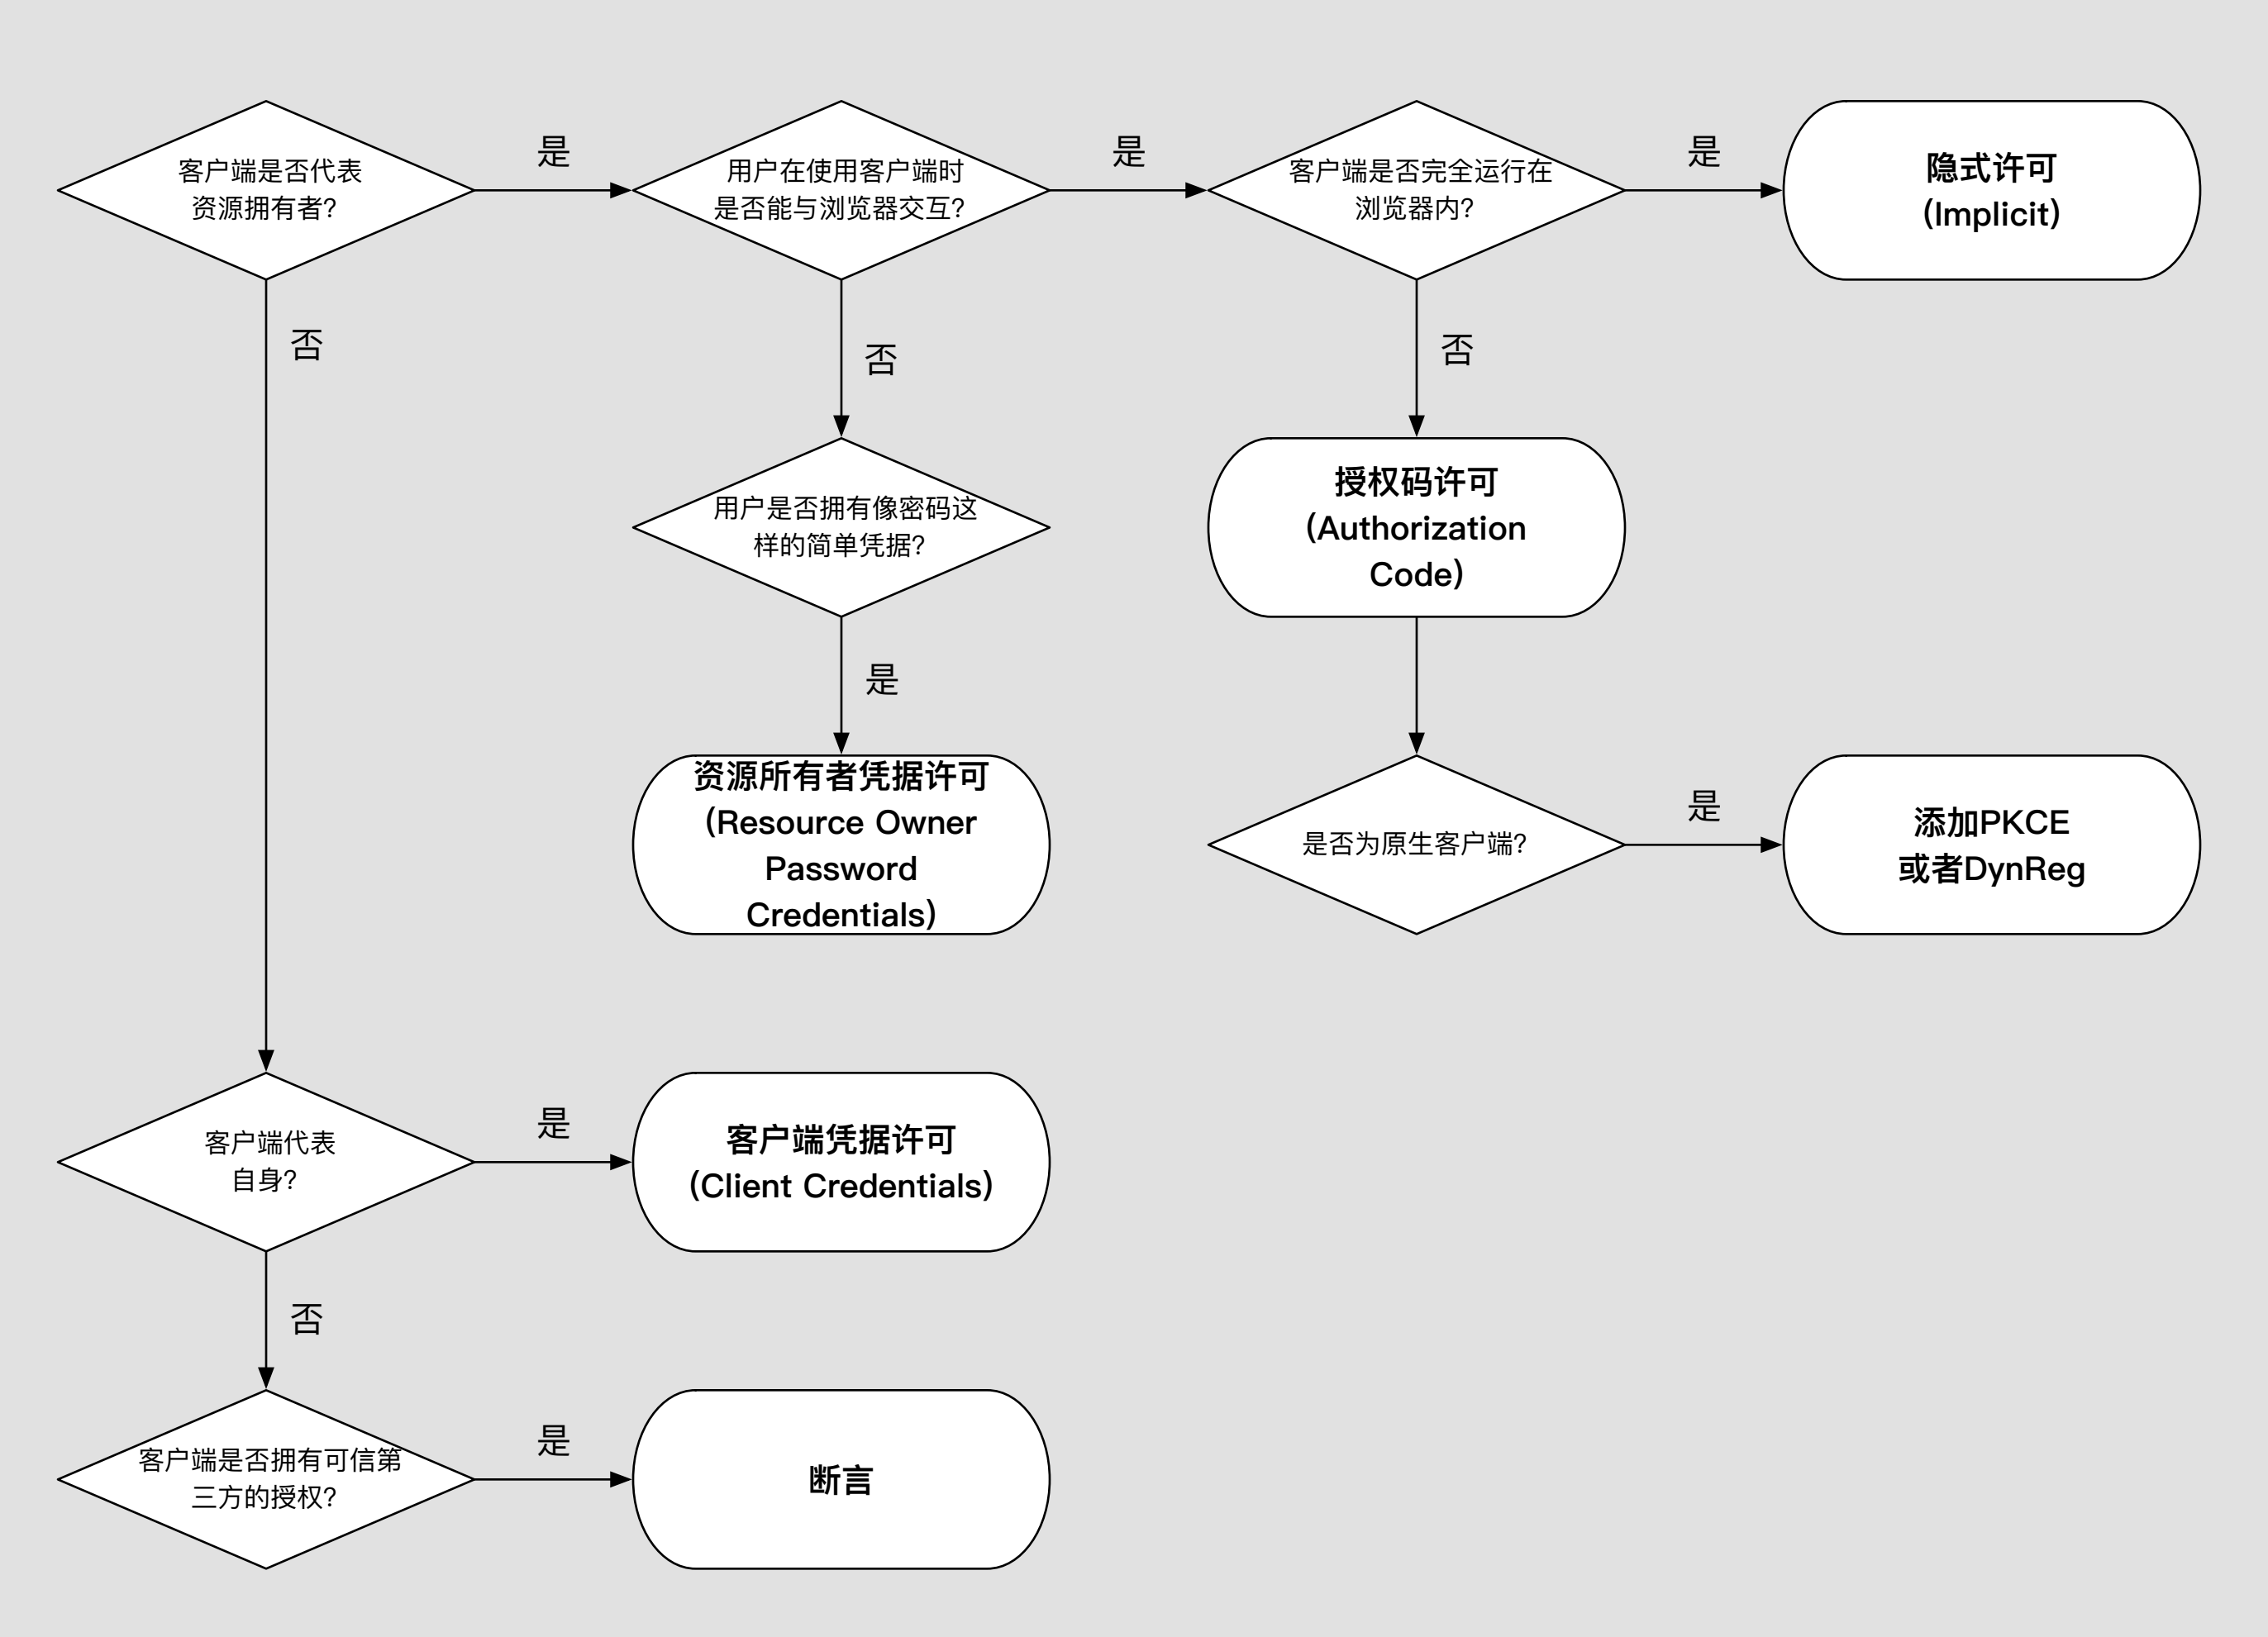 客户端是否代表
资源拥有者?
是
用户在使用客户端时
是否能与浏览器交互?
是
客户端是否完全运行在
浏览器内?
是
隐式许可
(Implicit)
否
否
否
用户是否拥有像密码这
样的简单凭据?
授权码许可
(Authorization
Code)
是
资源所有者凭据许可
(Resource Owner
Password
Credentials)
是否为原生客户端?
是
添加PKCE
或者DynReg
客户端代表
自身?
是
客户端凭据许可
(Client Credentials)
否
客户端是否拥有可信第
三方的授权?
是
断言